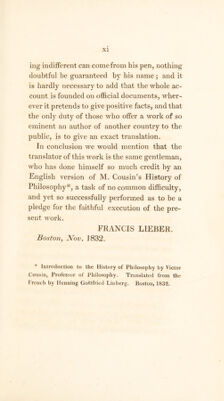 xi
ing indifferent can come from his pen, nothing
doubtful be guaranteed by his name; and it
is hardly necessary to add that the whole ac-
count is founded on official documents, wher-
ever it pretends to give positive facts, and that
the only duty of those who offer a work of so
eminent an author of another country to the
public, is to give an exact translation.
In conclusion we would mention that the
translator of this work is the same gentleman,
who has done himself so much credit by an
English version of M. Cousin's History of
Philosophy*, a task of no common difficulty,
and yet so successfully performed as to be a
pledge for the faithful execution of the pre-
sent work.
FRANCIS LIEBER.
Boston, Nov. 1832.
* Introduction to the History of Philosophy by Victor
Cousin, Professor of Philosophy. Translated from the
French by Henning Gottfried Linberg. Boston, 1832.